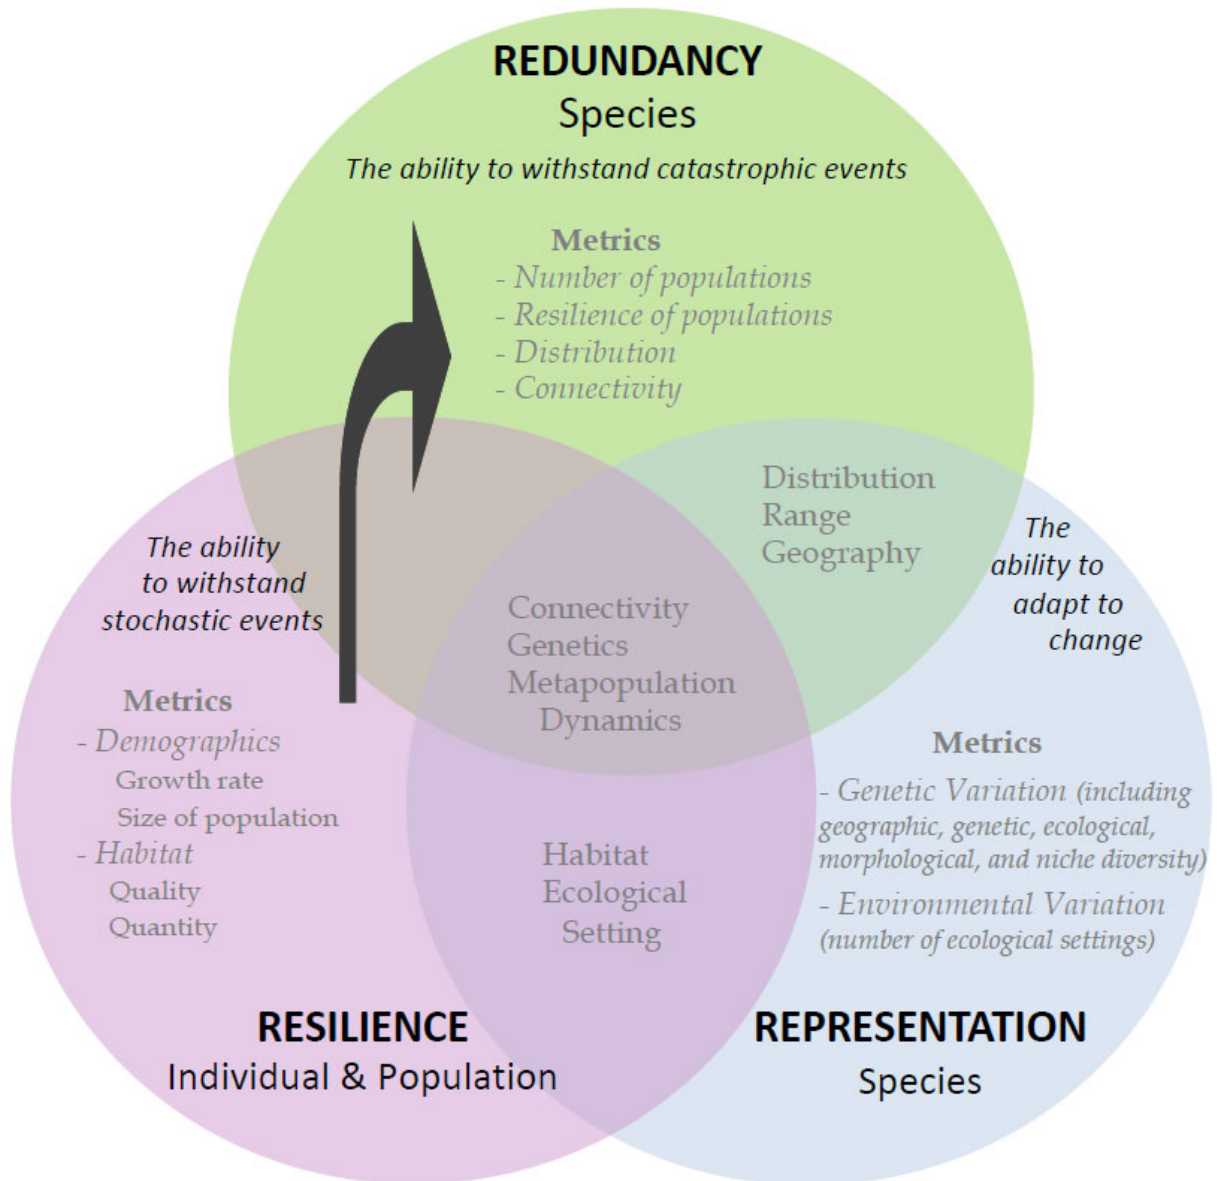 REDUNDANCY
Species
The ability to withstand catastrophic events
Metrics
- Number of populations
- Resilience of populations
- Distribution
- Connectivity
Distribution
Range
Geography
The ability
to withstand
stochastic events
The
ability to
adapt to
change
Connectivity
Genetics
Metapopulation
Dynamics
Metrics
- Demographics
Growth rate
Size of population
- Habitat
Quality
Quantity
Habitat
Ecological
Setting
Metrics
- Genetic Variation (including
geographic, genetic, ecological,
morphological, and niche diversity)
- Environmental Variation
(number of ecological settings)
RESILIENCE
Individual & Population
REPRESENTATION
Species